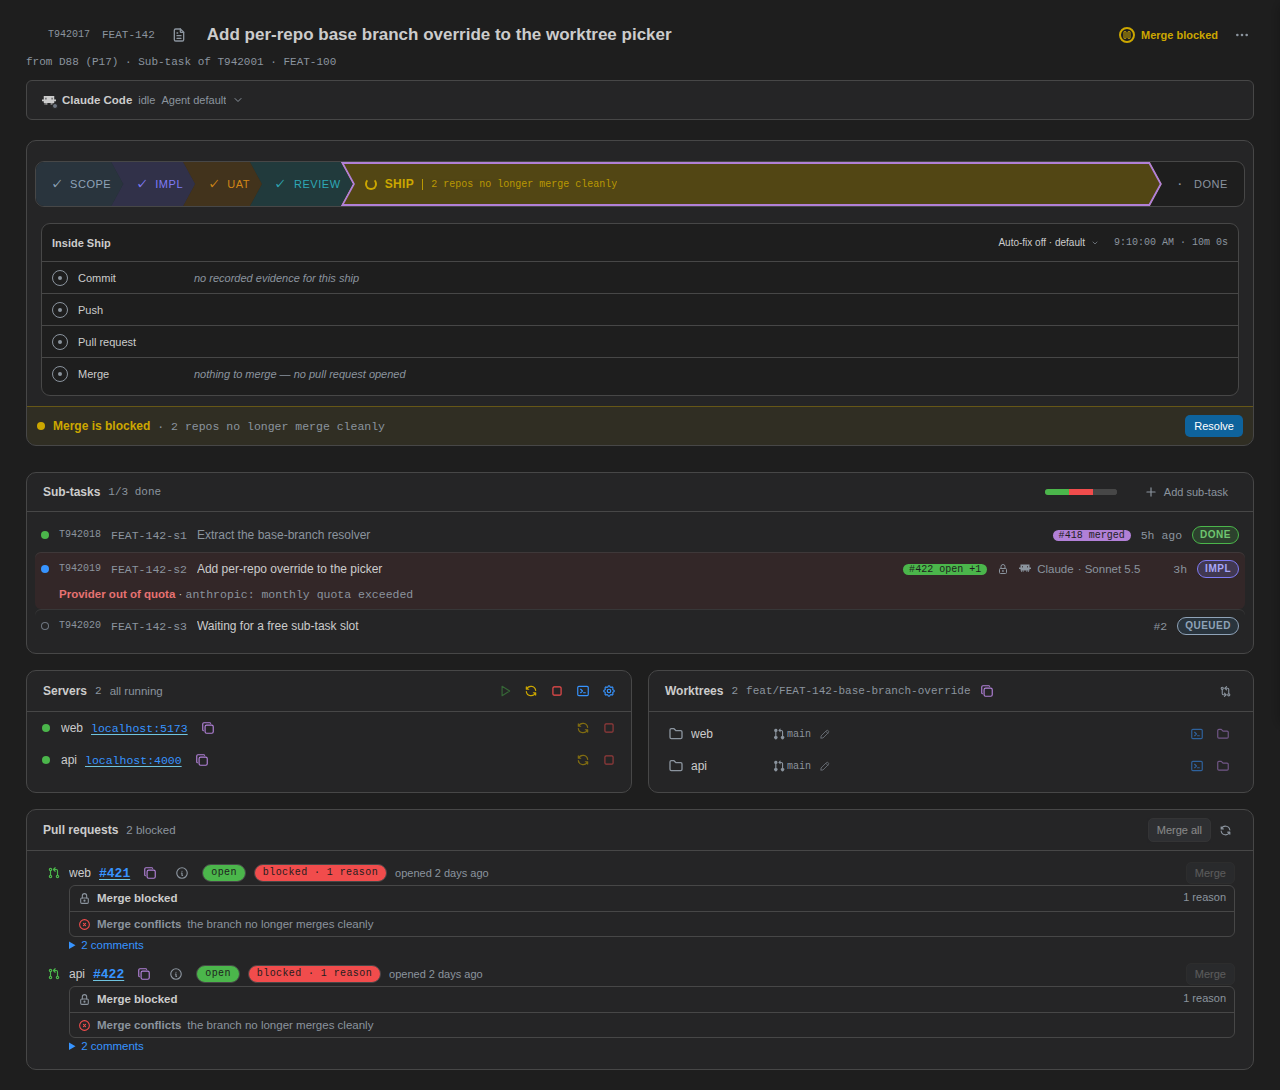 T942017 FEAT-142 Add per-repo base branch override to the worktree picker Merge blocked
from D88 (P17) · Sub-task of T942001 · FEAT-100
Claude Code idle Agent default
SCOPE IMPL UAT REVIEW SHIP 2 repos no longer merge cleanly · DONE
Inside Ship Auto-fix off · default 9:10:00 AM · 10m 0s
Commit no recorded evidence for this ship
Push
Pull request
Merge nothing to merge — no pull request opened
Merge is blocked · 2 repos no longer merge cleanly Resolve
Sub-tasks 1/3 done Add sub-task
T942018 FEAT-142-s1 Extract the base-branch resolver #418 merged 5h ago DONE
T942019 FEAT-142-s2 Add per-repo override to the picker #422 open +1 Claude · Sonnet 5.5 3h IMPL
Provider out of quota · anthropic: monthly quota exceeded
T942020 FEAT-142-s3 Waiting for a free sub-task slot #2 QUEUED
Servers 2 all running
web localhost:5173
api localhost:4000
Worktrees 2 feat/FEAT-142-base-branch-override
web main
api main
Pull requests 2 blocked Merge all
web #421 open blocked · 1 reason opened 2 days ago Merge
Merge blocked 1 reason
Merge conflicts the branch no longer merges cleanly
2 comments
api #422 open blocked · 1 reason opened 2 days ago Merge
Merge blocked 1 reason
Merge conflicts the branch no longer merges cleanly
2 comments